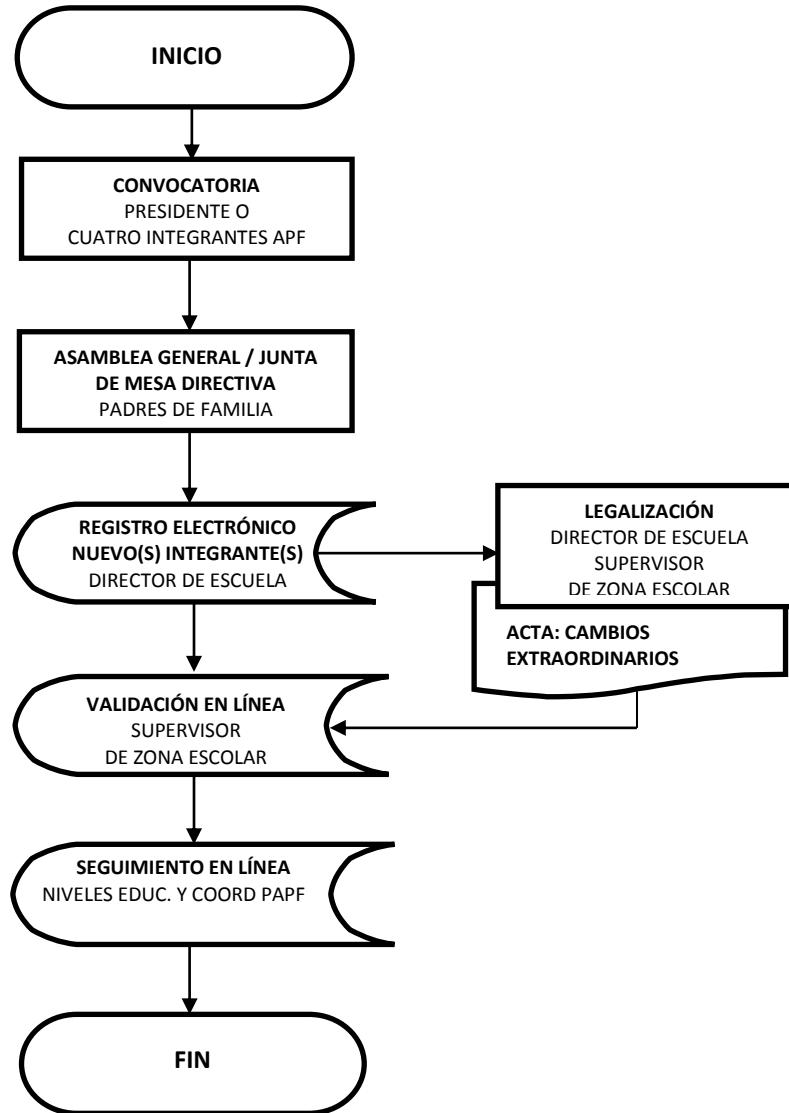 INICIO
CONVOCATORIA
PRESIDENTE O
CUATRO INTEGRANTES APF
ASAMBLEA GENERAL / JUNTA
DE MESA DIRECTIVA
PADRES DE FAMILIA
REGISTRO ELECTRÓNICO
NUEVO(S) INTEGRANTE(S)
DIRECTOR DE ESCUELA
LEGALIZACIÓN
DIRECTOR DE ESCUELA
SUPERVISOR
DE ZONA ESCOLAR
ACTA: CAMBIOS
EXTRAORDINARIOS
VALIDACIÓN EN LÍNEA
SUPERVISOR
DE ZONA ESCOLAR
SEGUIMIENTO EN LÍNEA
NIVELES EDUC. Y COORD PAPF
FIN